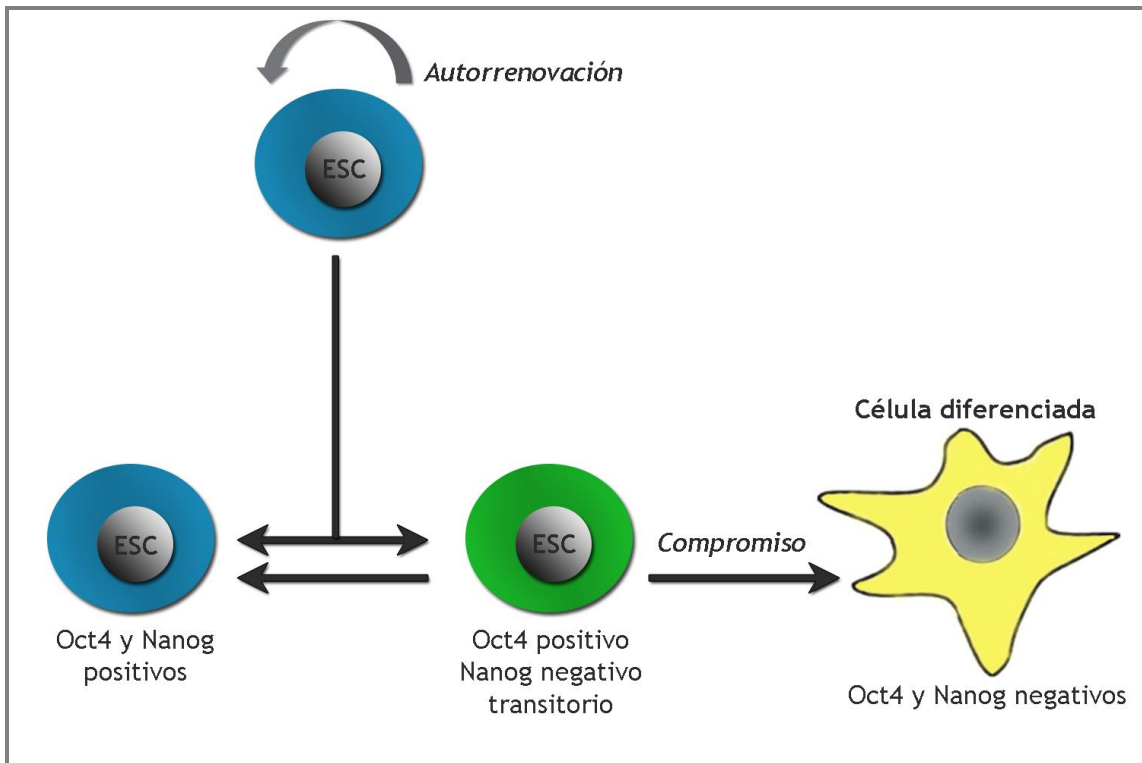 Autorrenovación
ESC
Célula diferenciada
ESC
ESC
Compromiso
Oct4 y Nanog
positivos
Oct4 positivo
Nanog negativo
transitorio
Oct4 y Nanog negativos